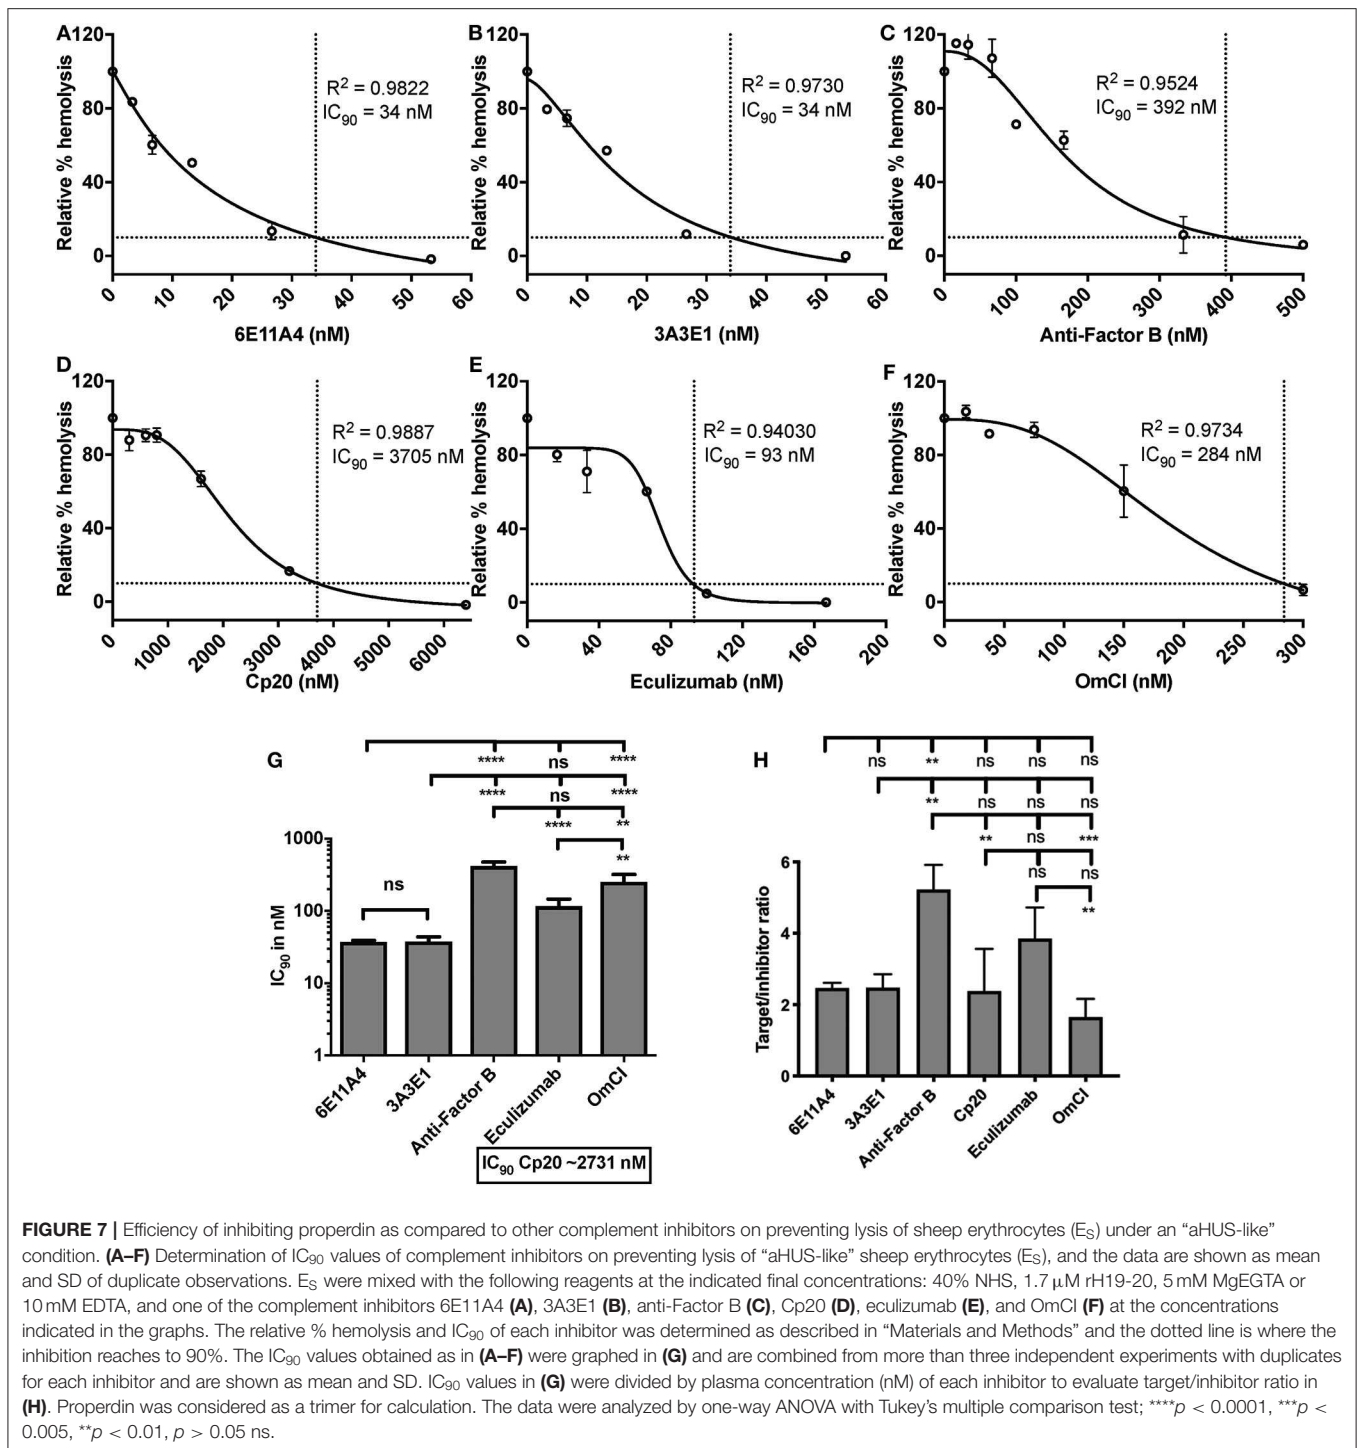 A
120
80
40
0
Relative % hemolysis
R² = 0.9822
IC₉₀ = 34 nM
0 10 20 30 40 50 60
6E11A4 (nM)
B
120
80
40
0
Relative % hemolysis
R² = 0.9730
IC₉₀ = 34 nM
0 10 20 30 40 50 60
3A3E1 (nM)
C
120
80
40
0
Relative % hemolysis
R² = 0.9524
IC₉₀ = 392 nM
0 100 200 300 400 500
Anti-Factor B (nM)
D
120
80
40
0
Relative % hemolysis
R² = 0.9887
IC₉₀ = 3705 nM
0 1000 2000 3000 4000 5000 6000
Cp20 (nM)
E
120
80
40
0
Relative % hemolysis
R² = 0.94030
IC₉₀ = 93 nM
0 40 80 120 160 200
Eculizumab (nM)
F
120
80
40
0
Relative % hemolysis
R² = 0.9734
IC₉₀ = 284 nM
0 50 100 150 200 250 300
OmCI (nM)
G
**** ns ****
**** ns ****
**** **
**
ns
1000
100
10
1
IC₉₀ in nM
6E11A4 3A3E1 Anti-Factor B Eculizumab OmCI
IC₉₀ Cp20 ~2731 nM
H
ns ** ns ns ns
** ns ns ns
** ns ***
ns ns
**
6
4
2
0
Target/inhibitor ratio
6E11A4 3A3E1 Anti-Factor B Cp20 Eculizumab OmCI
FIGURE 7 | Efficiency of inhibiting properdin as compared to other complement inhibitors on preventing lysis of sheep erythrocytes (Eₛ) under an “aHUS-like”
condition. (A–F) Determination of IC₉₀ values of complement inhibitors on preventing lysis of “aHUS-like” sheep erythrocytes (Eₛ), and the data are shown as mean
and SD of duplicate observations. Eₛ were mixed with the following reagents at the indicated final concentrations: 40% NHS, 1.7 µM rH19-20, 5 mM MgEGTA or
10 mM EDTA, and one of the complement inhibitors 6E11A4 (A), 3A3E1 (B), anti-Factor B (C), Cp20 (D), eculizumab (E), and OmCI (F) at the concentrations
indicated in the graphs. The relative % hemolysis and IC₉₀ of each inhibitor was determined as described in “Materials and Methods” and the dotted line is where the
inhibition reaches to 90%. The IC₉₀ values obtained as in (A–F) were graphed in (G) and are combined from more than three independent experiments with duplicates
for each inhibitor and are shown as mean and SD. IC₉₀ values in (G) were divided by plasma concentration (nM) of each inhibitor to evaluate target/inhibitor ratio in
(H). Properdin was considered as a trimer for calculation. The data were analyzed by one-way ANOVA with Tukey’s multiple comparison test; ****p < 0.0001, ***p <
0.005, **p < 0.01, p > 0.05 ns.